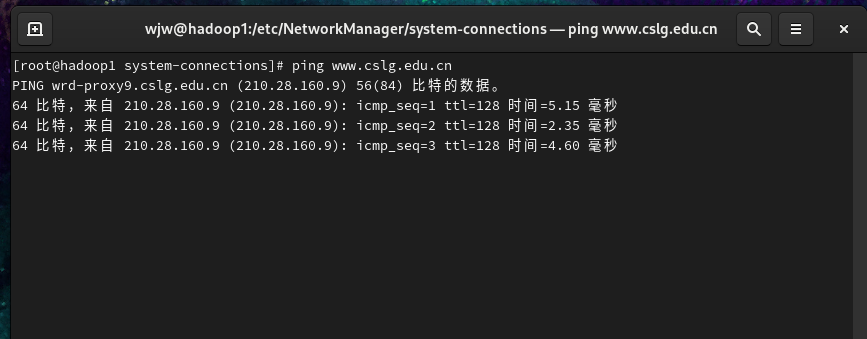 wjw@hadoop1:/etc/NetworkManager/system-connections — ping www.cslg.edu.cn
[root@hadoop1 system-connections]# ping www.cslg.edu.cn
PING wrd-proxy9.cslg.edu.cn (210.28.160.9) 56(84) 比特的数据。
64 比特，来自 210.28.160.9 (210.28.160.9): icmp_seq=1 ttl=128 时间=5.15 毫秒
64 比特，来自 210.28.160.9 (210.28.160.9): icmp_seq=2 ttl=128 时间=2.35 毫秒
64 比特，来自 210.28.160.9 (210.28.160.9): icmp_seq=3 ttl=128 时间=4.60 毫秒